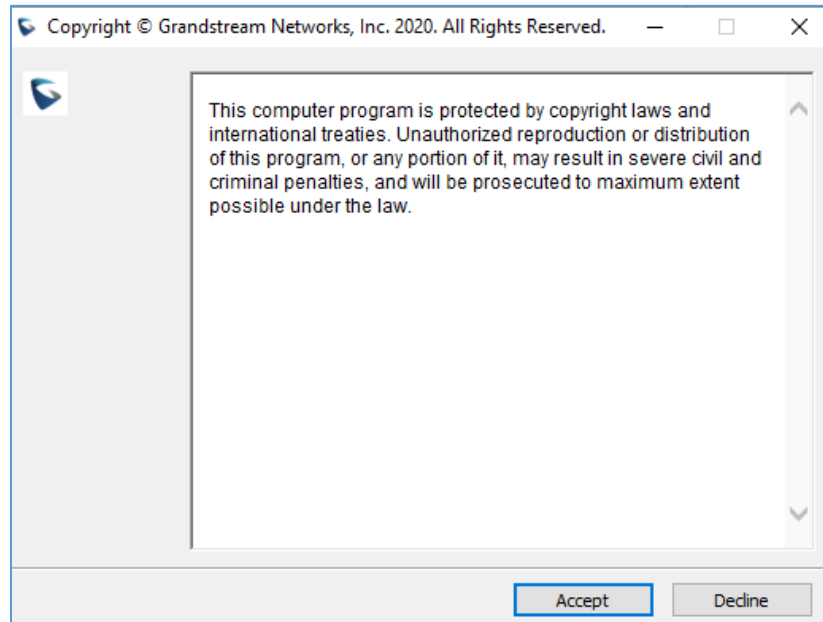 Copyright © Grandstream Networks, Inc. 2020. All Rights Reserved.
This computer program is protected by copyright laws and
international treaties. Unauthorized reproduction or distribution
of this program, or any portion of it, may result in severe civil and
criminal penalties, and will be prosecuted to maximum extent
possible under the law.
Accept Decline